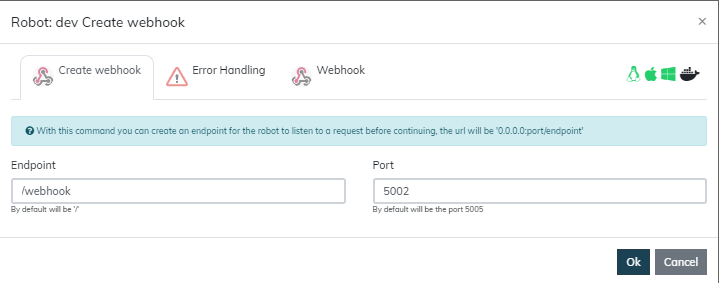 Robot: dev Create webhook ×
Create webhook Error Handling Webhook
With this command you can create an endpoint for the robot to listen to a request before continuing, the url will be '0.0.0.0:port/endpoint'
Endpoint Port
/webhook 5002
By default will be '/' By default will be the port 5005
Ok Cancel